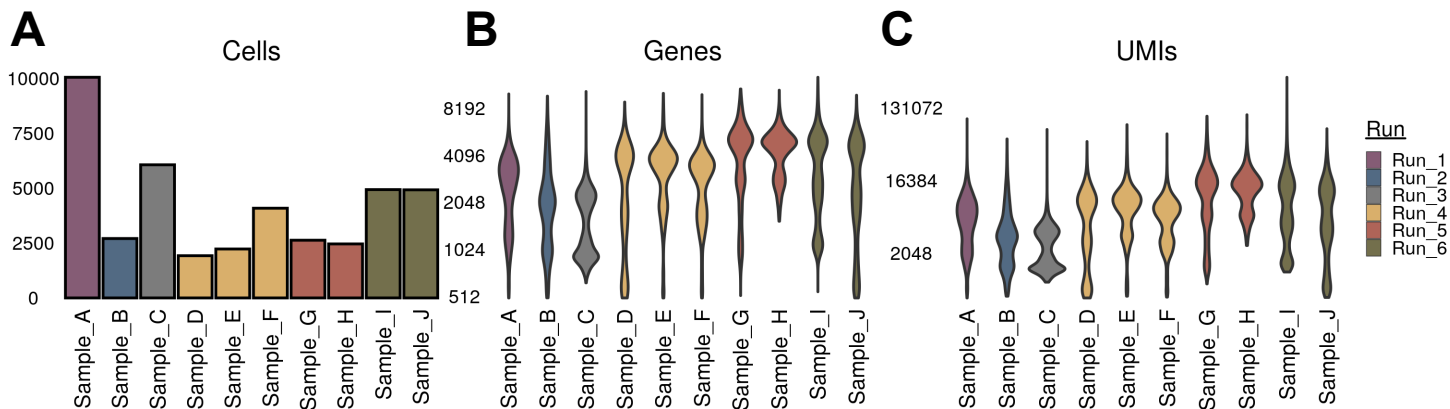 A
B
C
Cells
Genes
UMIs
10000
7500
5000
2500
0
Sample_A
Sample_B
Sample_C
Sample_D
Sample_E
Sample_F
Sample_G
Sample_H
Sample_I
Sample_J
8192
4096
2048
1024
512
Sample_A
Sample_B
Sample_C
Sample_D
Sample_E
Sample_F
Sample_G
Sample_H
Sample_I
Sample_J
131072
16384
2048
Sample_A
Sample_B
Sample_C
Sample_D
Sample_E
Sample_F
Sample_G
Sample_H
Sample_I
Sample_J
Run
Run_1
Run_2
Run_3
Run_4
Run_5
Run_6